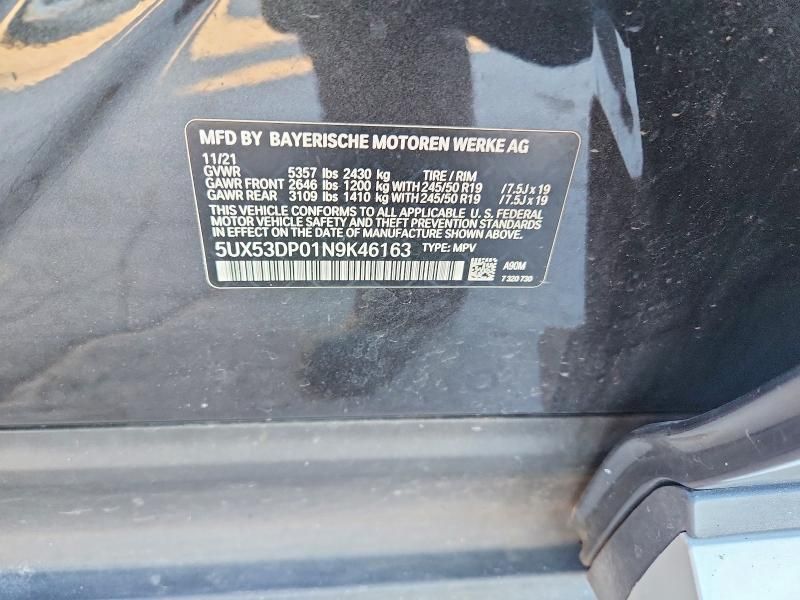 MFD BY BAYERISCHE MOTOREN WERKE AG
11/21
GVWR 5357 lbs 2430 kg TIRE / RIM
GAWR FRONT 2646 lbs 1200 kg WITH 245/50 R19 / 7.5J x 19
GAWR REAR 3109 lbs 1410 kg WITH 245/50 R19 / 7.5J x 19
THIS VEHICLE CONFORMS TO ALL APPLICABLE U. S. FEDERAL
MOTOR VEHICLE SAFETY AND THEFT PREVENTION STANDARDS
IN EFFECT ON THE DATE OF MANUFACTURE SHOWN ABOVE.
5UX53DP01N9K46163 TYPE: MPV
A90M
7 320 730